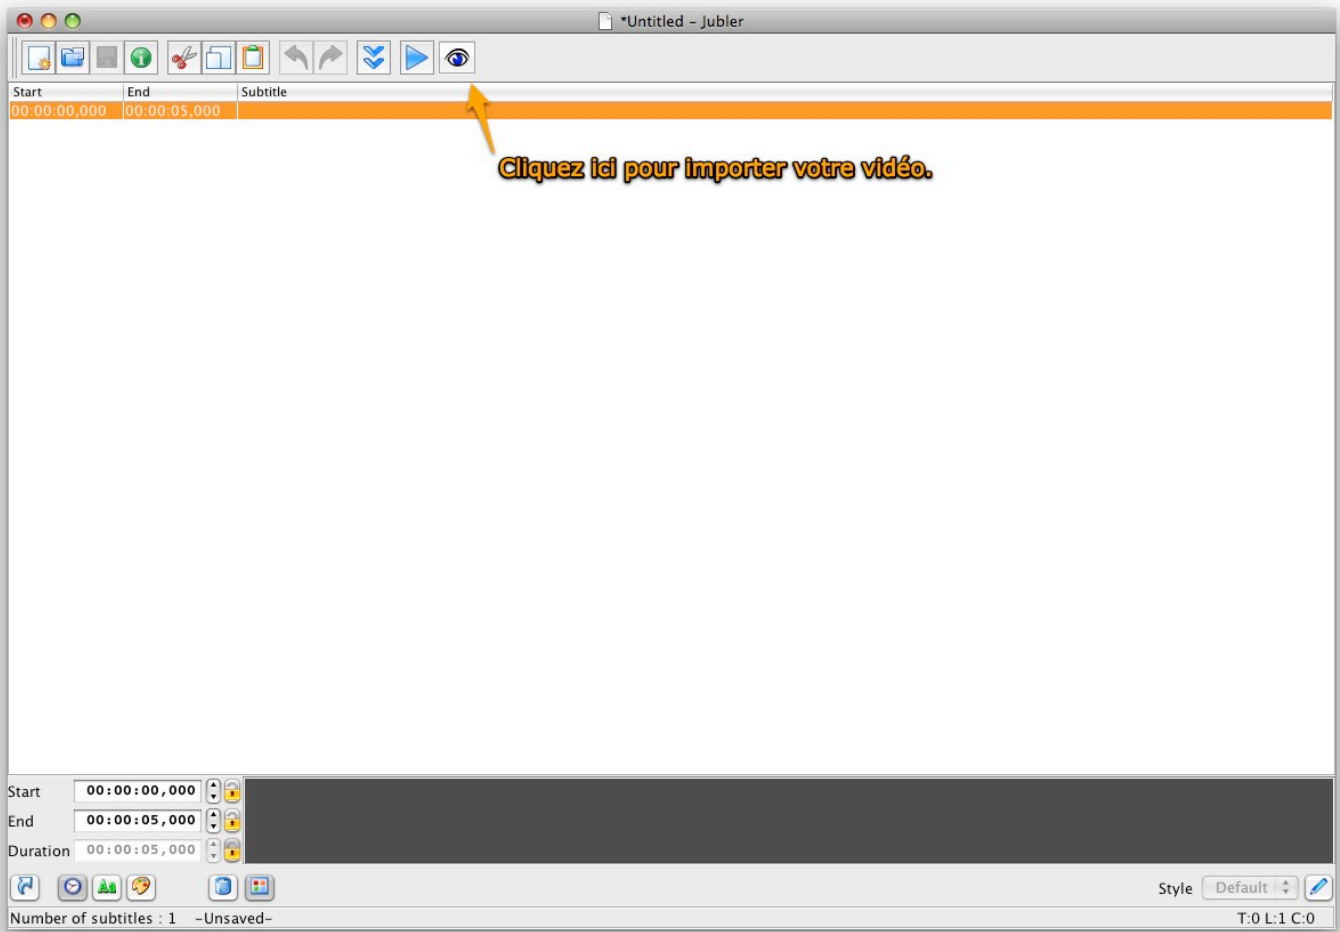 *Untitled – Jubler
Start End Subtitle
00:00:00,000 00:00:05,000
Cliquez ici pour importer votre vidéo.
Start 00:00:00,000
End 00:00:05,000
Duration 00:00:05,000
Aa
Style Default
Number of subtitles : 1 -Unsaved-
T:0 L:1 C:0